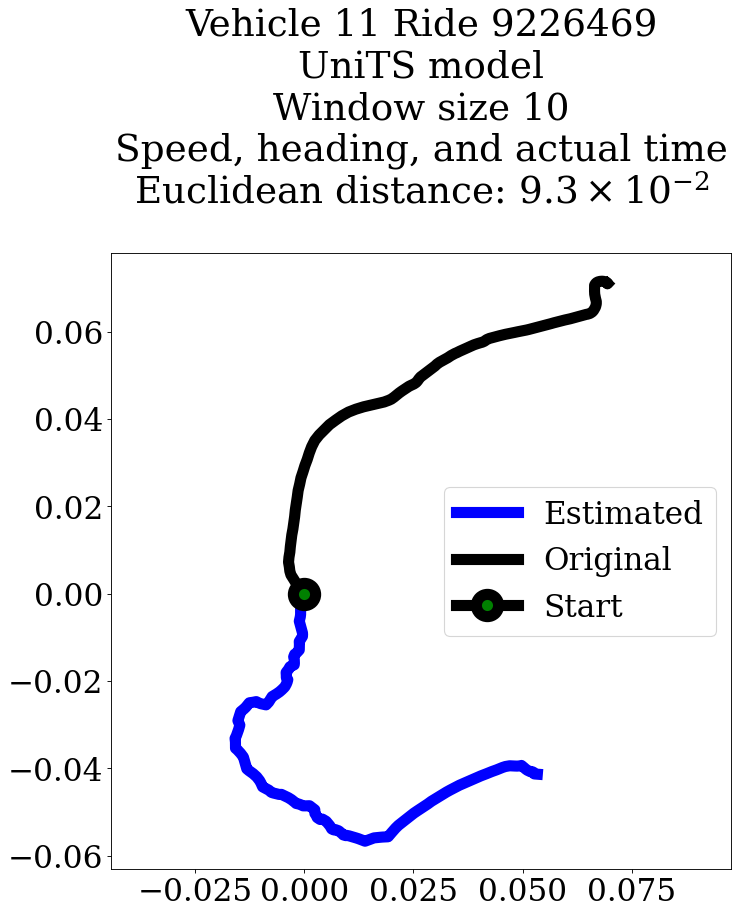 Vehicle 11 Ride 9226469
UniTS model
Window size 10
Speed, heading, and actual time
Euclidean distance: 9.3 × 10⁻²
0.06
0.04
0.02
0.00
−0.02
−0.04
−0.06
Estimated
Original
Start
−0.025 0.000 0.025 0.050 0.075